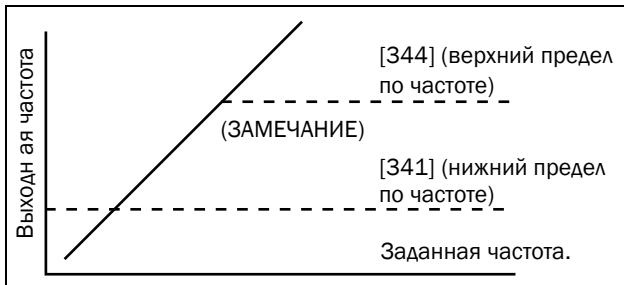 Выходн ая частота
[344] (верхний предел
по частоте)
(ЗАМЕЧАНИЕ)
[341] (нижний предел
по частоте)
Заданная частота.